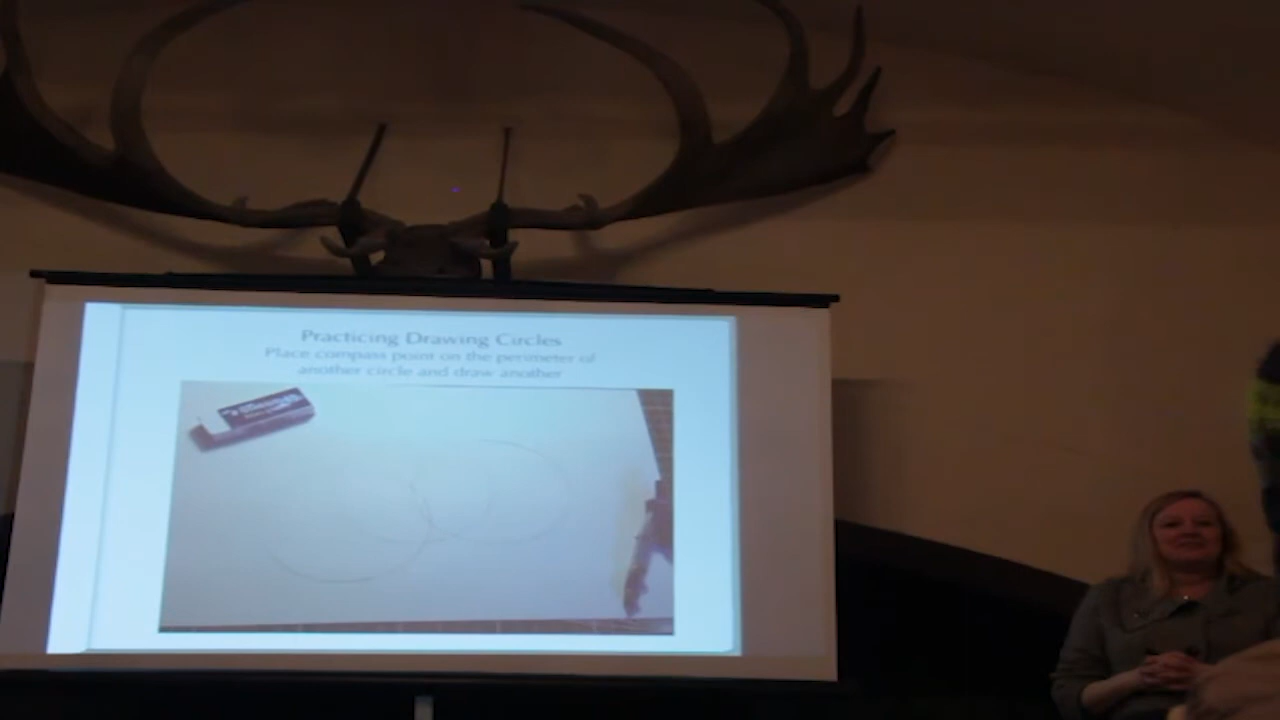 Practicing Drawing Circles
Place compass point on the perimeter of
another circle and draw another